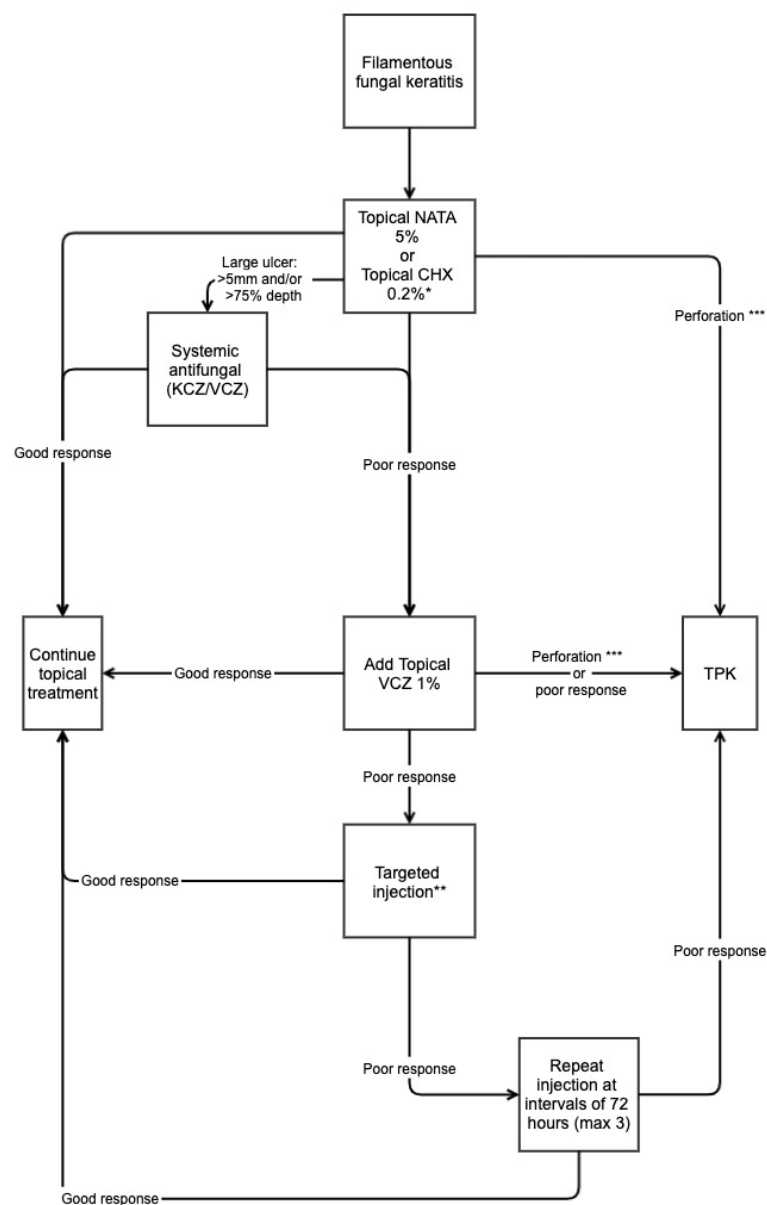 Filamentous
fungal keratitis
Topical NATA
5%
or
Topical CHX
0.2%*
Large ulcer:
>5mm and/or
>75% depth
Perforation ***
Systemic
antifungal
(KCZ/VCZ)
Good response
Poor response
Continue
topical
treatment
Good response
Add Topical
VCZ 1%
Perforation ***
or
poor response
TPK
Poor response
Targeted
injection**
Good response
Poor response
Poor response
Repeat
injection at
intervals of 72
hours (max 3)
Good response